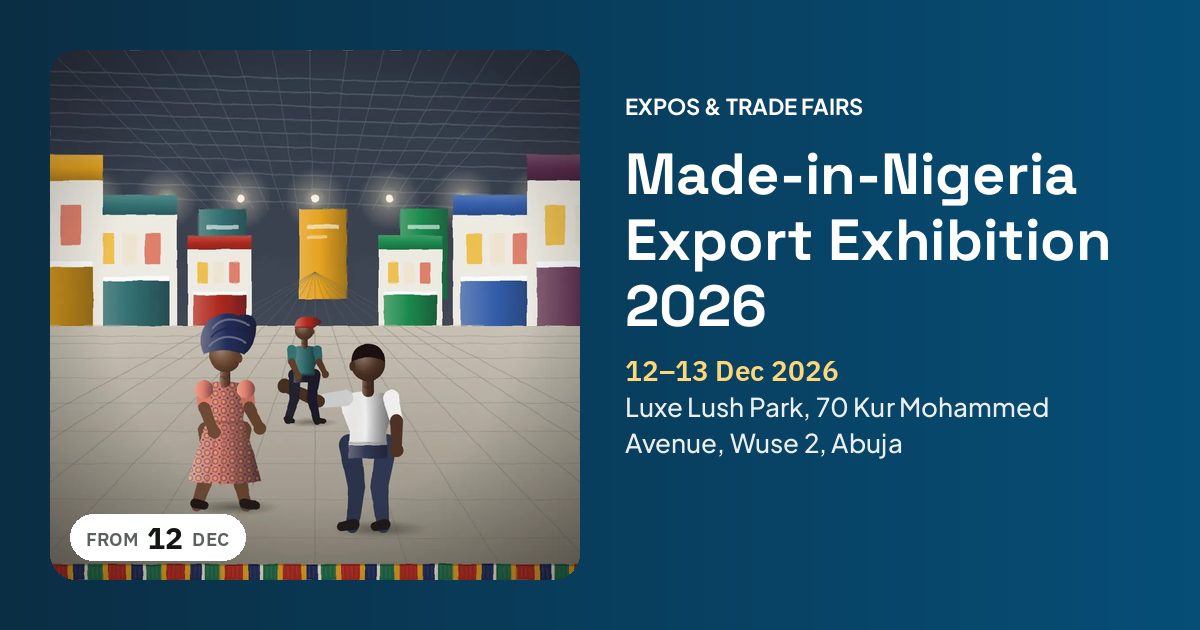 EXPOS & TRADE FAIRS
Made-in-Nigeria
Export Exhibition
2026
12–13 Dec 2026
Luxe Lush Park, 70 Kur Mohammed
Avenue, Wuse 2, Abuja
FROM 12 DEC